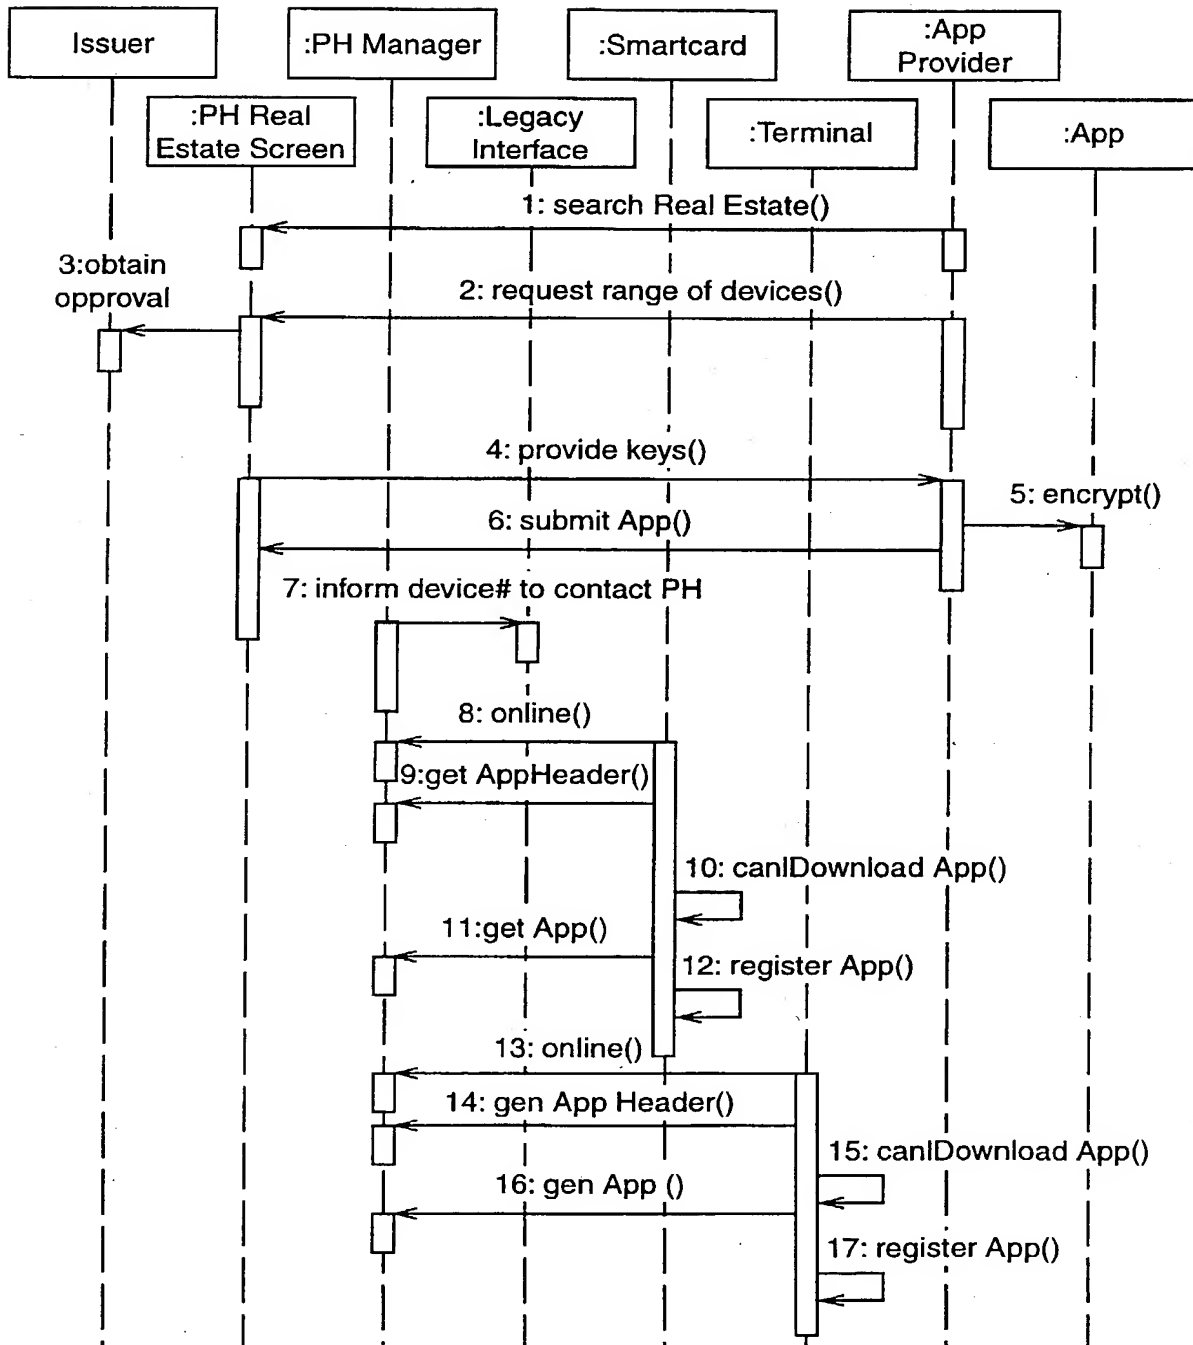 Issuer
:PH Manager
:Smartcard
:App
Provider
:PH Real
Estate Screen
:Legacy
Interface
:Terminal
:App
1: search Real Estate()
3:obtain
opproval
2: request range of devices()
4: provide keys()
5: encrypt()
6: submit App()
7: inform device# to contact PH
8: online()
9:get AppHeader()
10: canIDownload App()
11:get App()
12: register App()
13: online()
14: gen App Header()
15: canIDownload App()
16: gen App ()
17: register App()